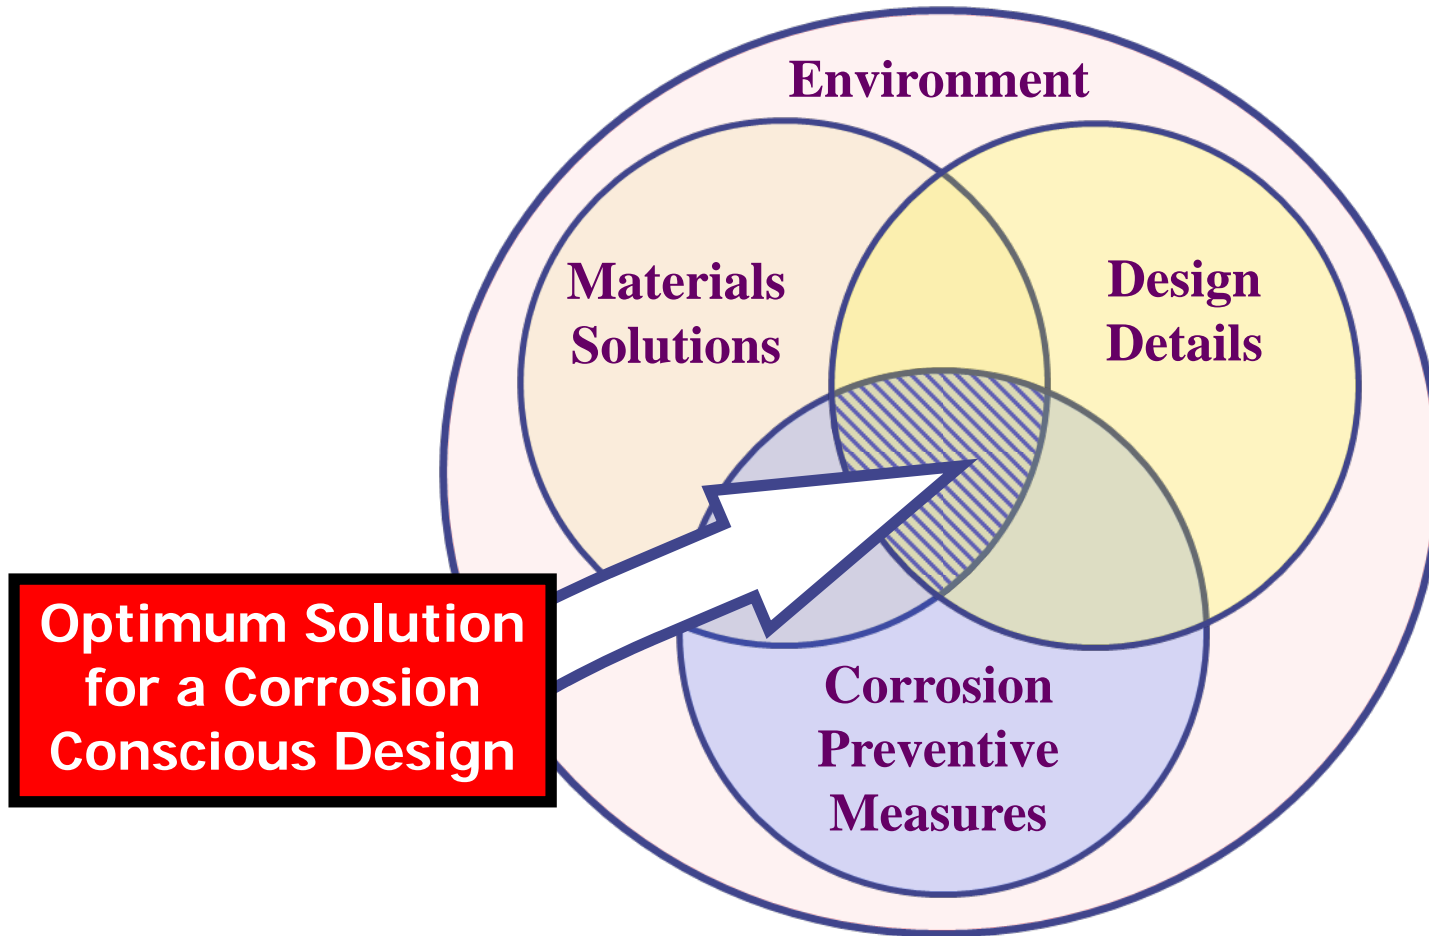 Environment
Materials
Solutions
Design
Details
Optimum Solution
for a Corrosion
Conscious Design
Corrosion
Preventive
Measures